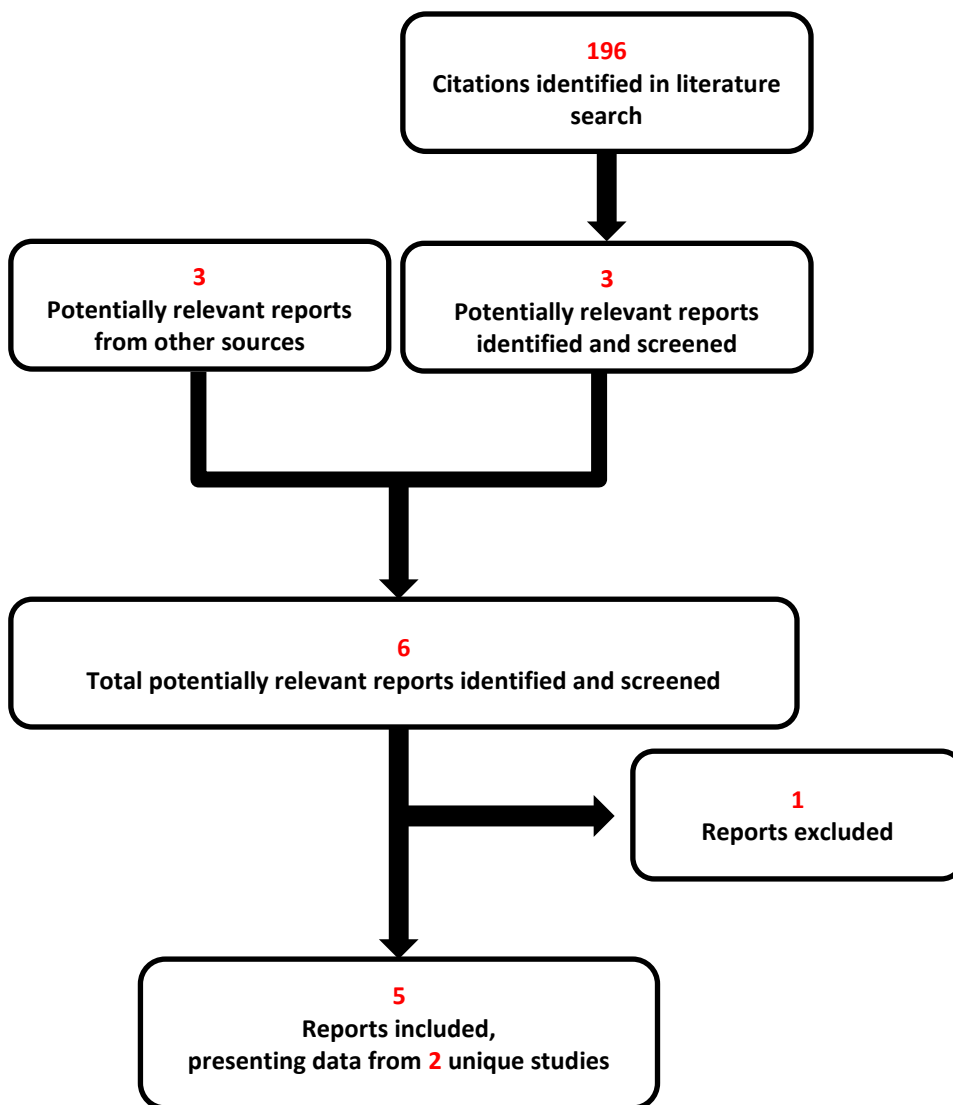 196
Citations identified in literature
search
3
Potentially relevant reports
from other sources
3
Potentially relevant reports
identified and screened
6
Total potentially relevant reports identified and screened
1
Reports excluded
5
Reports included,
presenting data from 2 unique studies